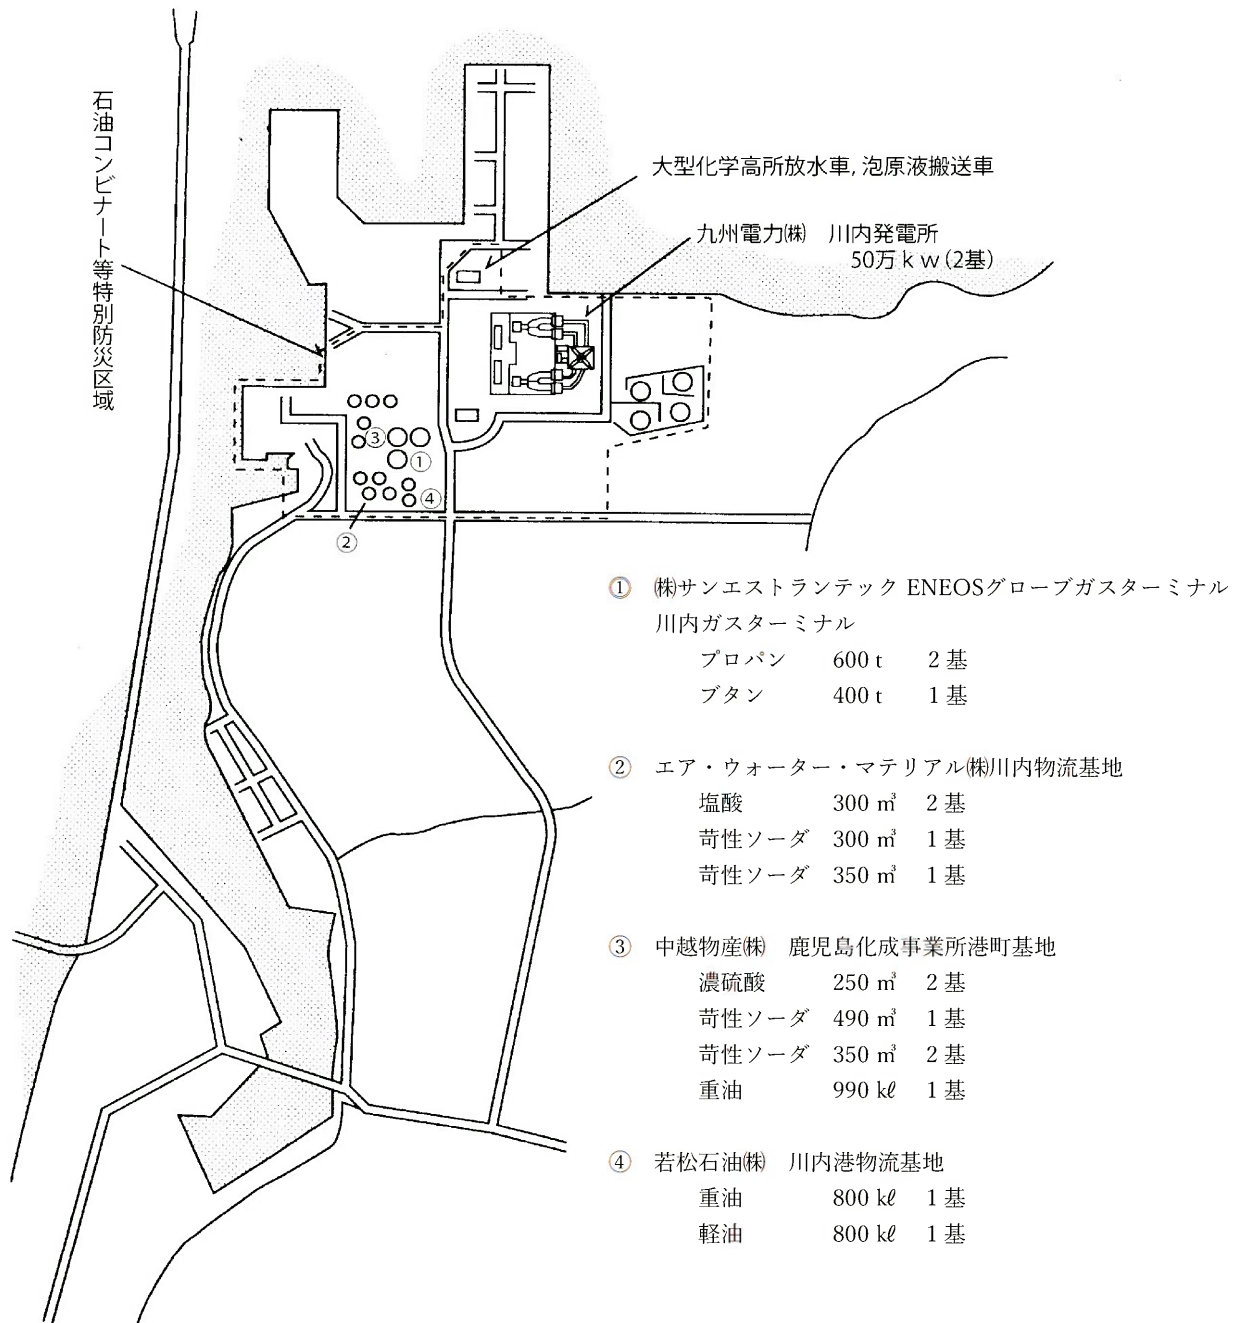 石油コンビナート等特別防災区域
大型化学高所放水車,泡原液搬送車
九州電力㈱ 川内発電所
50万kw(2基)
③
①
④
②
① ㈱サンエストランテック ENEOSグローブガスターミナル
川内ガスターミナル
プロパン 600 t 2 基
ブタン 400 t 1 基
② エア・ウォーター・マテリアル㈱川内物流基地
塩酸 300 ㎥ 2 基
苛性ソーダ 300 ㎥ 1 基
苛性ソーダ 350 ㎥ 1 基
③ 中越物産㈱ 鹿児島化成事業所港町基地
濃硫酸 250 ㎥ 2 基
苛性ソーダ 490 ㎥ 1 基
苛性ソーダ 350 ㎥ 2 基
重油 990 kℓ 1 基
④ 若松石油㈱ 川内港物流基地
重油 800 kℓ 1 基
軽油 800 kℓ 1 基